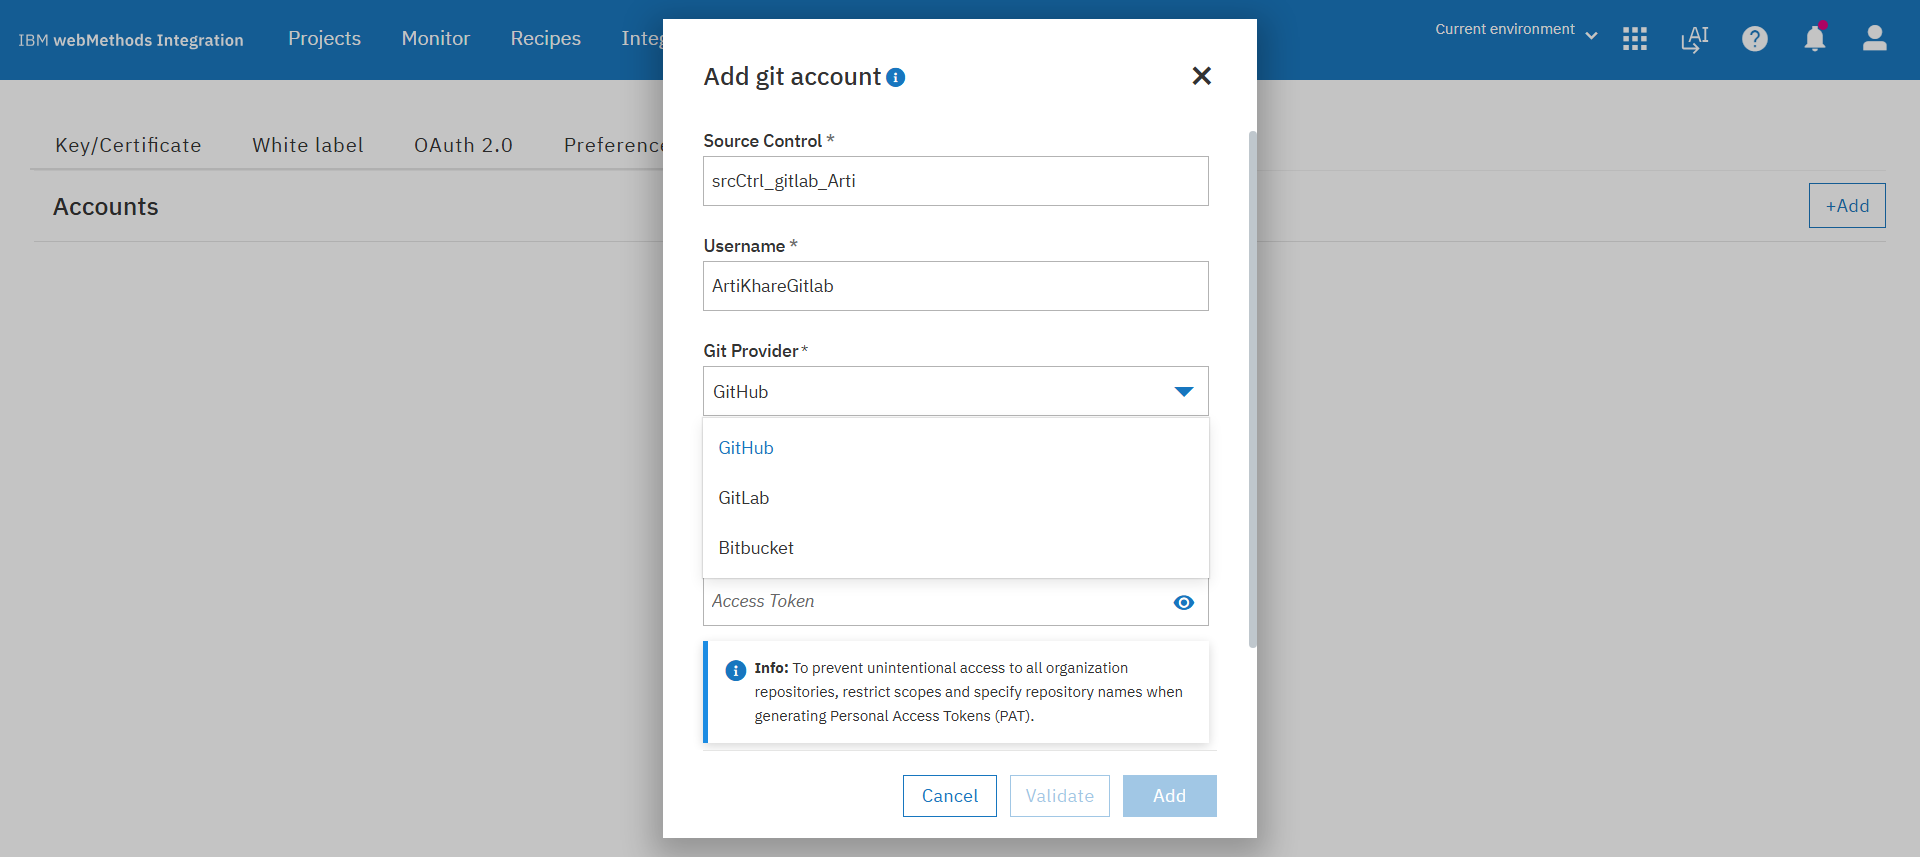 IBM webMethods Integration
Projects
Monitor
Recipes
Current environment
AI
Key/Certificate
White label
OAuth 2.0
Accounts
+Add
Add git account
Source Control *
srcCtrl_gitlab_Arti
Username *
ArtiKhareGitlab
Git Provider*
GitHub
GitHub
GitLab
Bitbucket
Access Token
Info: To prevent unintentional access to all organization
repositories, restrict scopes and specify repository names when
generating Personal Access Tokens (PAT).
Cancel
Validate
Add